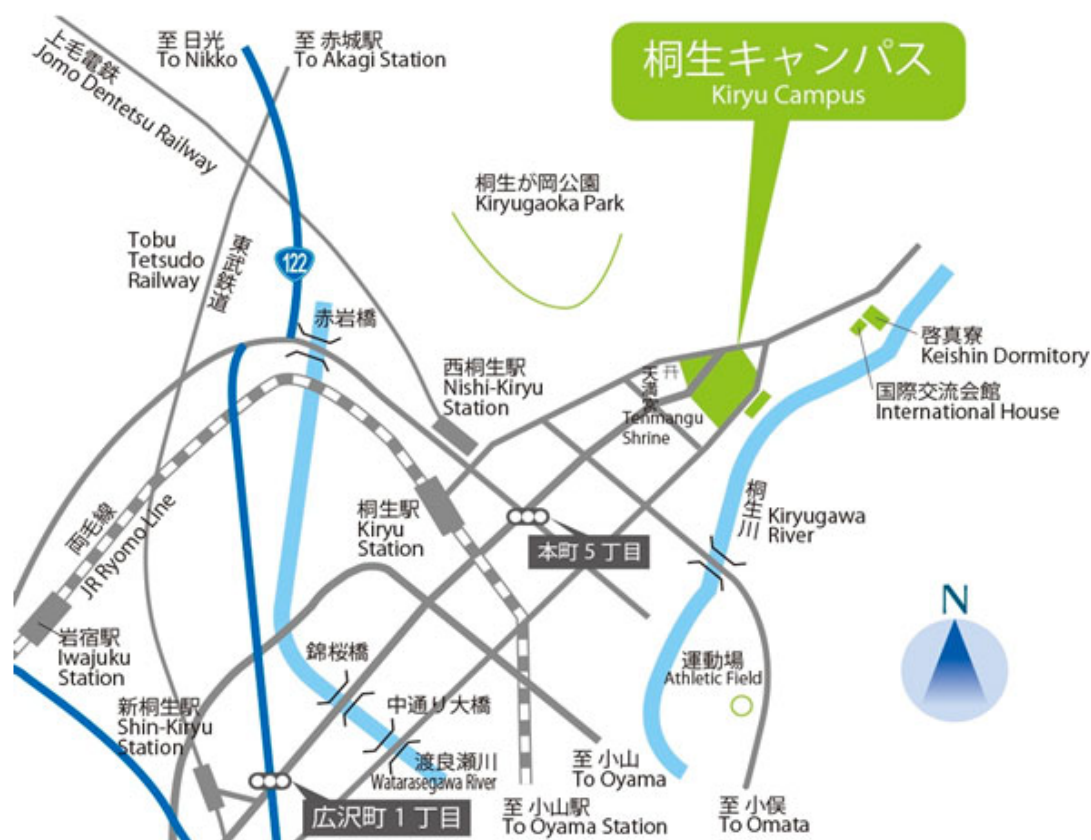 上毛電鉄
Jomo Dentetsu Railway
至 日光
To Nikko
至 赤城駅
To Akagi Station
桐生キャンパス
Kiryu Campus
桐生が岡公園
Kiryugaoka Park
Tobu
Tetsudo
Railway
東武鉄道
122
赤岩橋
西桐生駅
Nishi-Kiryu
Station
天満宮
Tenmangu
Shrine
啓真寮
Keishin Dormitory
国際交流会館
International House
両毛線
JR Ryomo Line
桐生駅
Kiryu
Station
本町5丁目
桐生川
Kiryugawa
River
N
岩宿駅
Iwajuku
Station
新桐生駅
Shin-Kiryu
Station
錦桜橋
中通り大橋
渡良瀬川
Watarasegawa River
運動場
Athletic Field
広沢町1丁目
至 小山
To Oyama
至 小山駅
To Oyama Station
至 小俣
To Omata